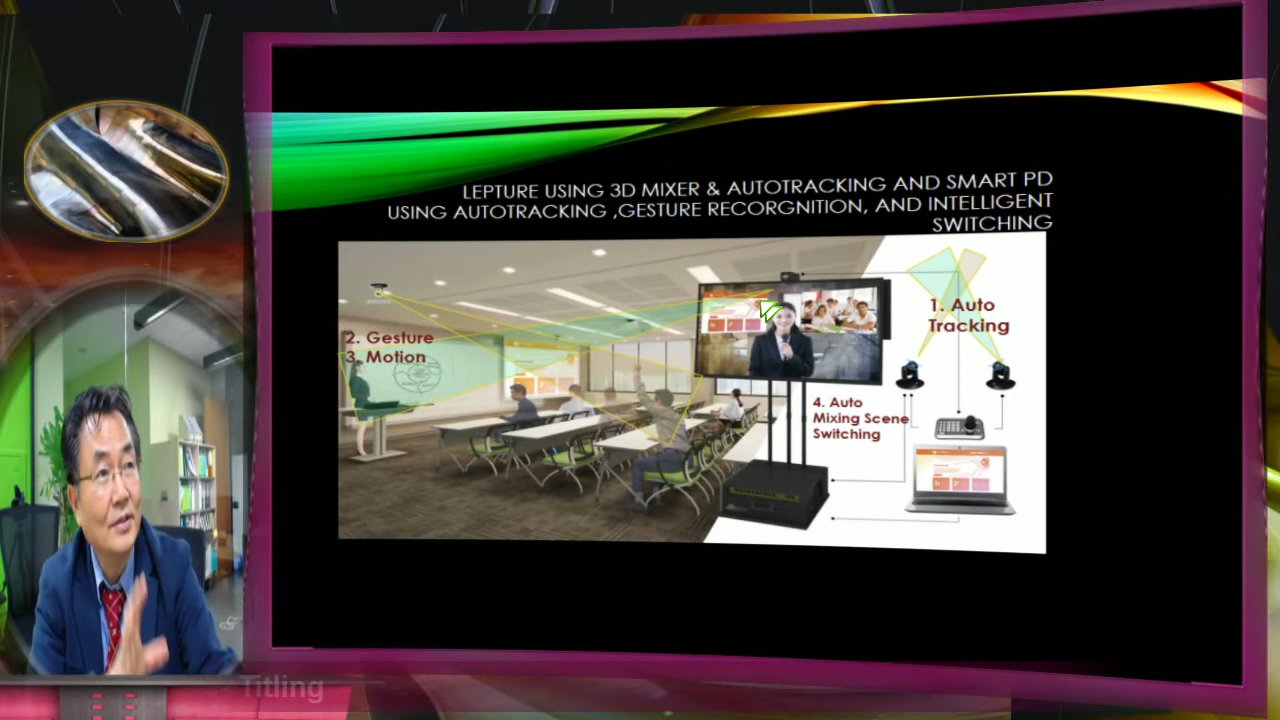 LEPTURE USING 3D MIXER & AUTOTRACKING AND SMART PD
USING AUTOTRACKING ,GESTURE RECORGNITION, AND INTELLIGENT
SWITCHING
1. Auto
Tracking
2. Gesture
3. Motion
4. Auto
Mixing Scene
Switching
Titling